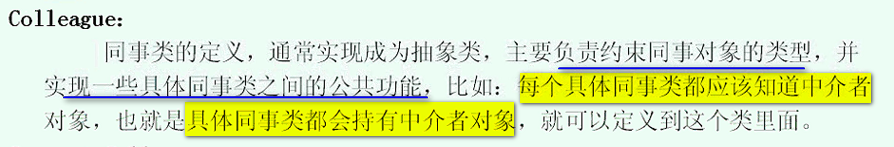 Colleague:
同事类的定义，通常实现成为抽象类，主要负责约束同事对象的类型，并
实现一些具体同事类之间的公共功能，比如：每个具体同事类都应该知道中介者
对象，也就是具体同事类都会持有中介者对象，就可以定义到这个类里面。